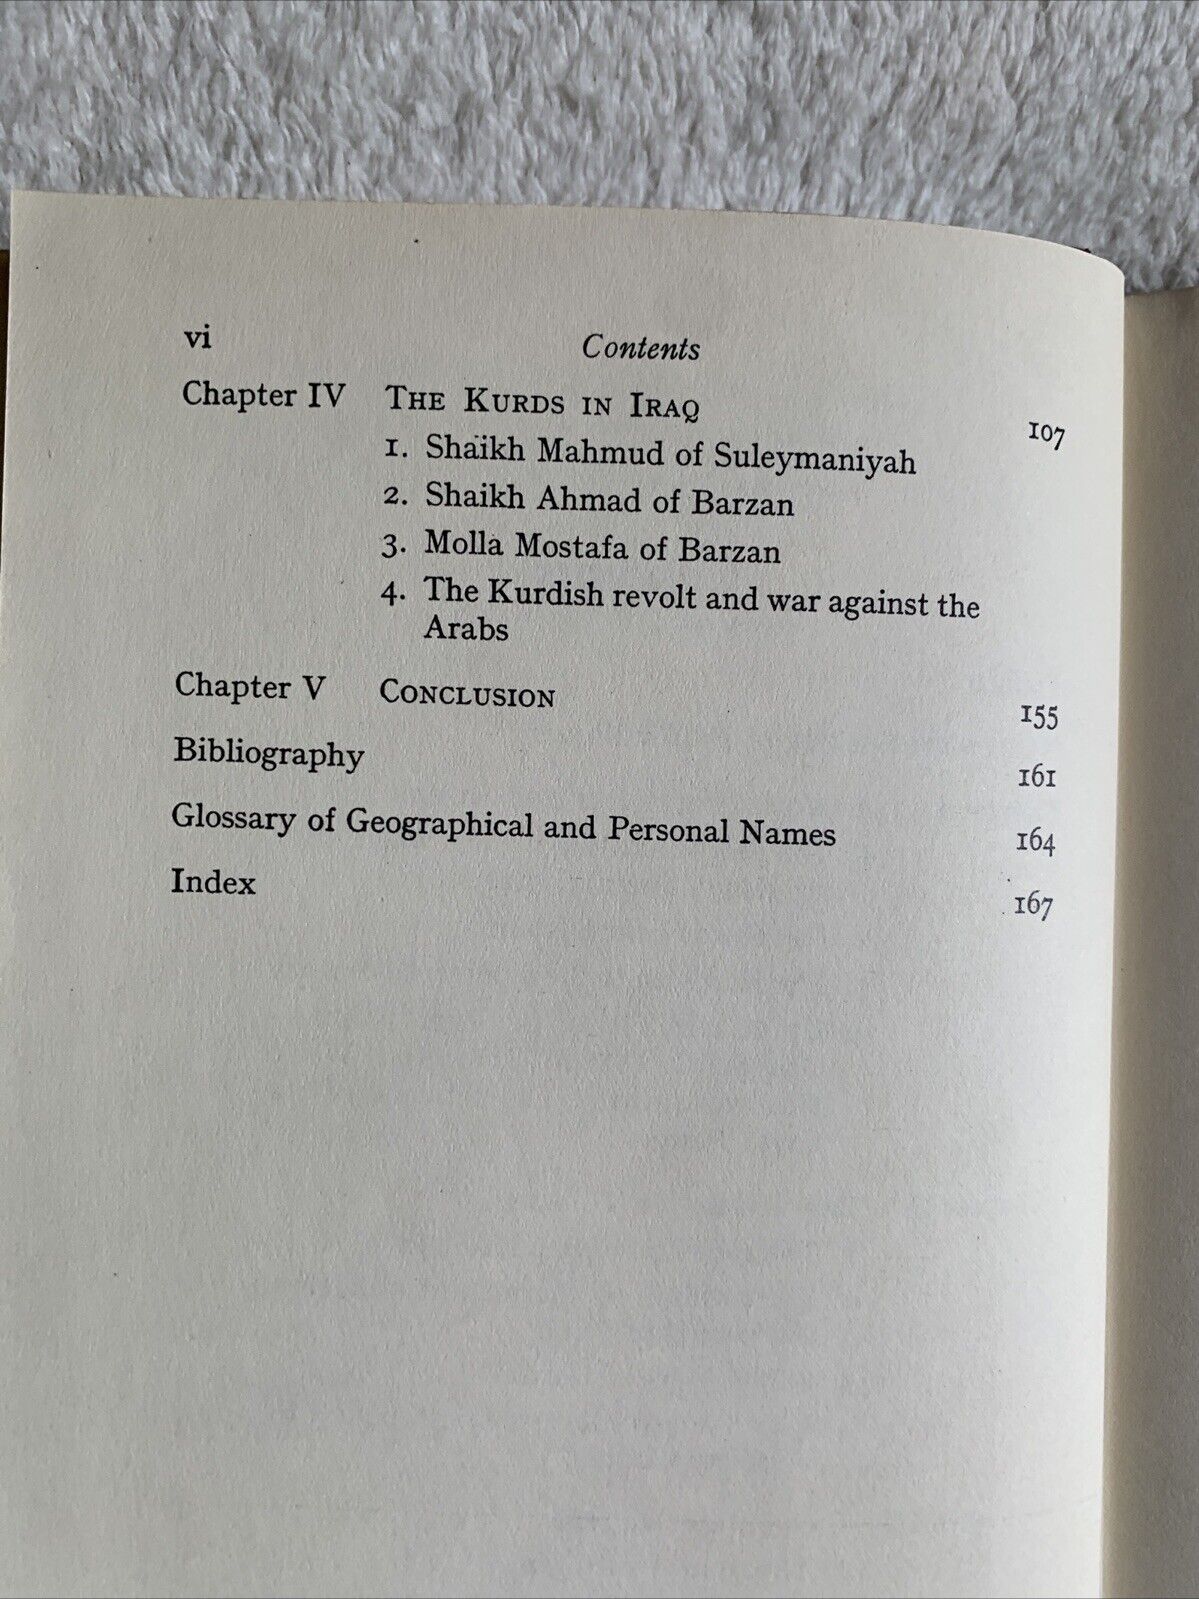 vi Contents
Chapter IV The Kurds in Iraq 107
1. Shaikh Mahmud of Suleymaniyah
2. Shaikh Ahmad of Barzan
3. Molla Mostafa of Barzan
4. The Kurdish revolt and war against the
Arabs
Chapter V Conclusion 155
Bibliography 161
Glossary of Geographical and Personal Names 164
Index 167